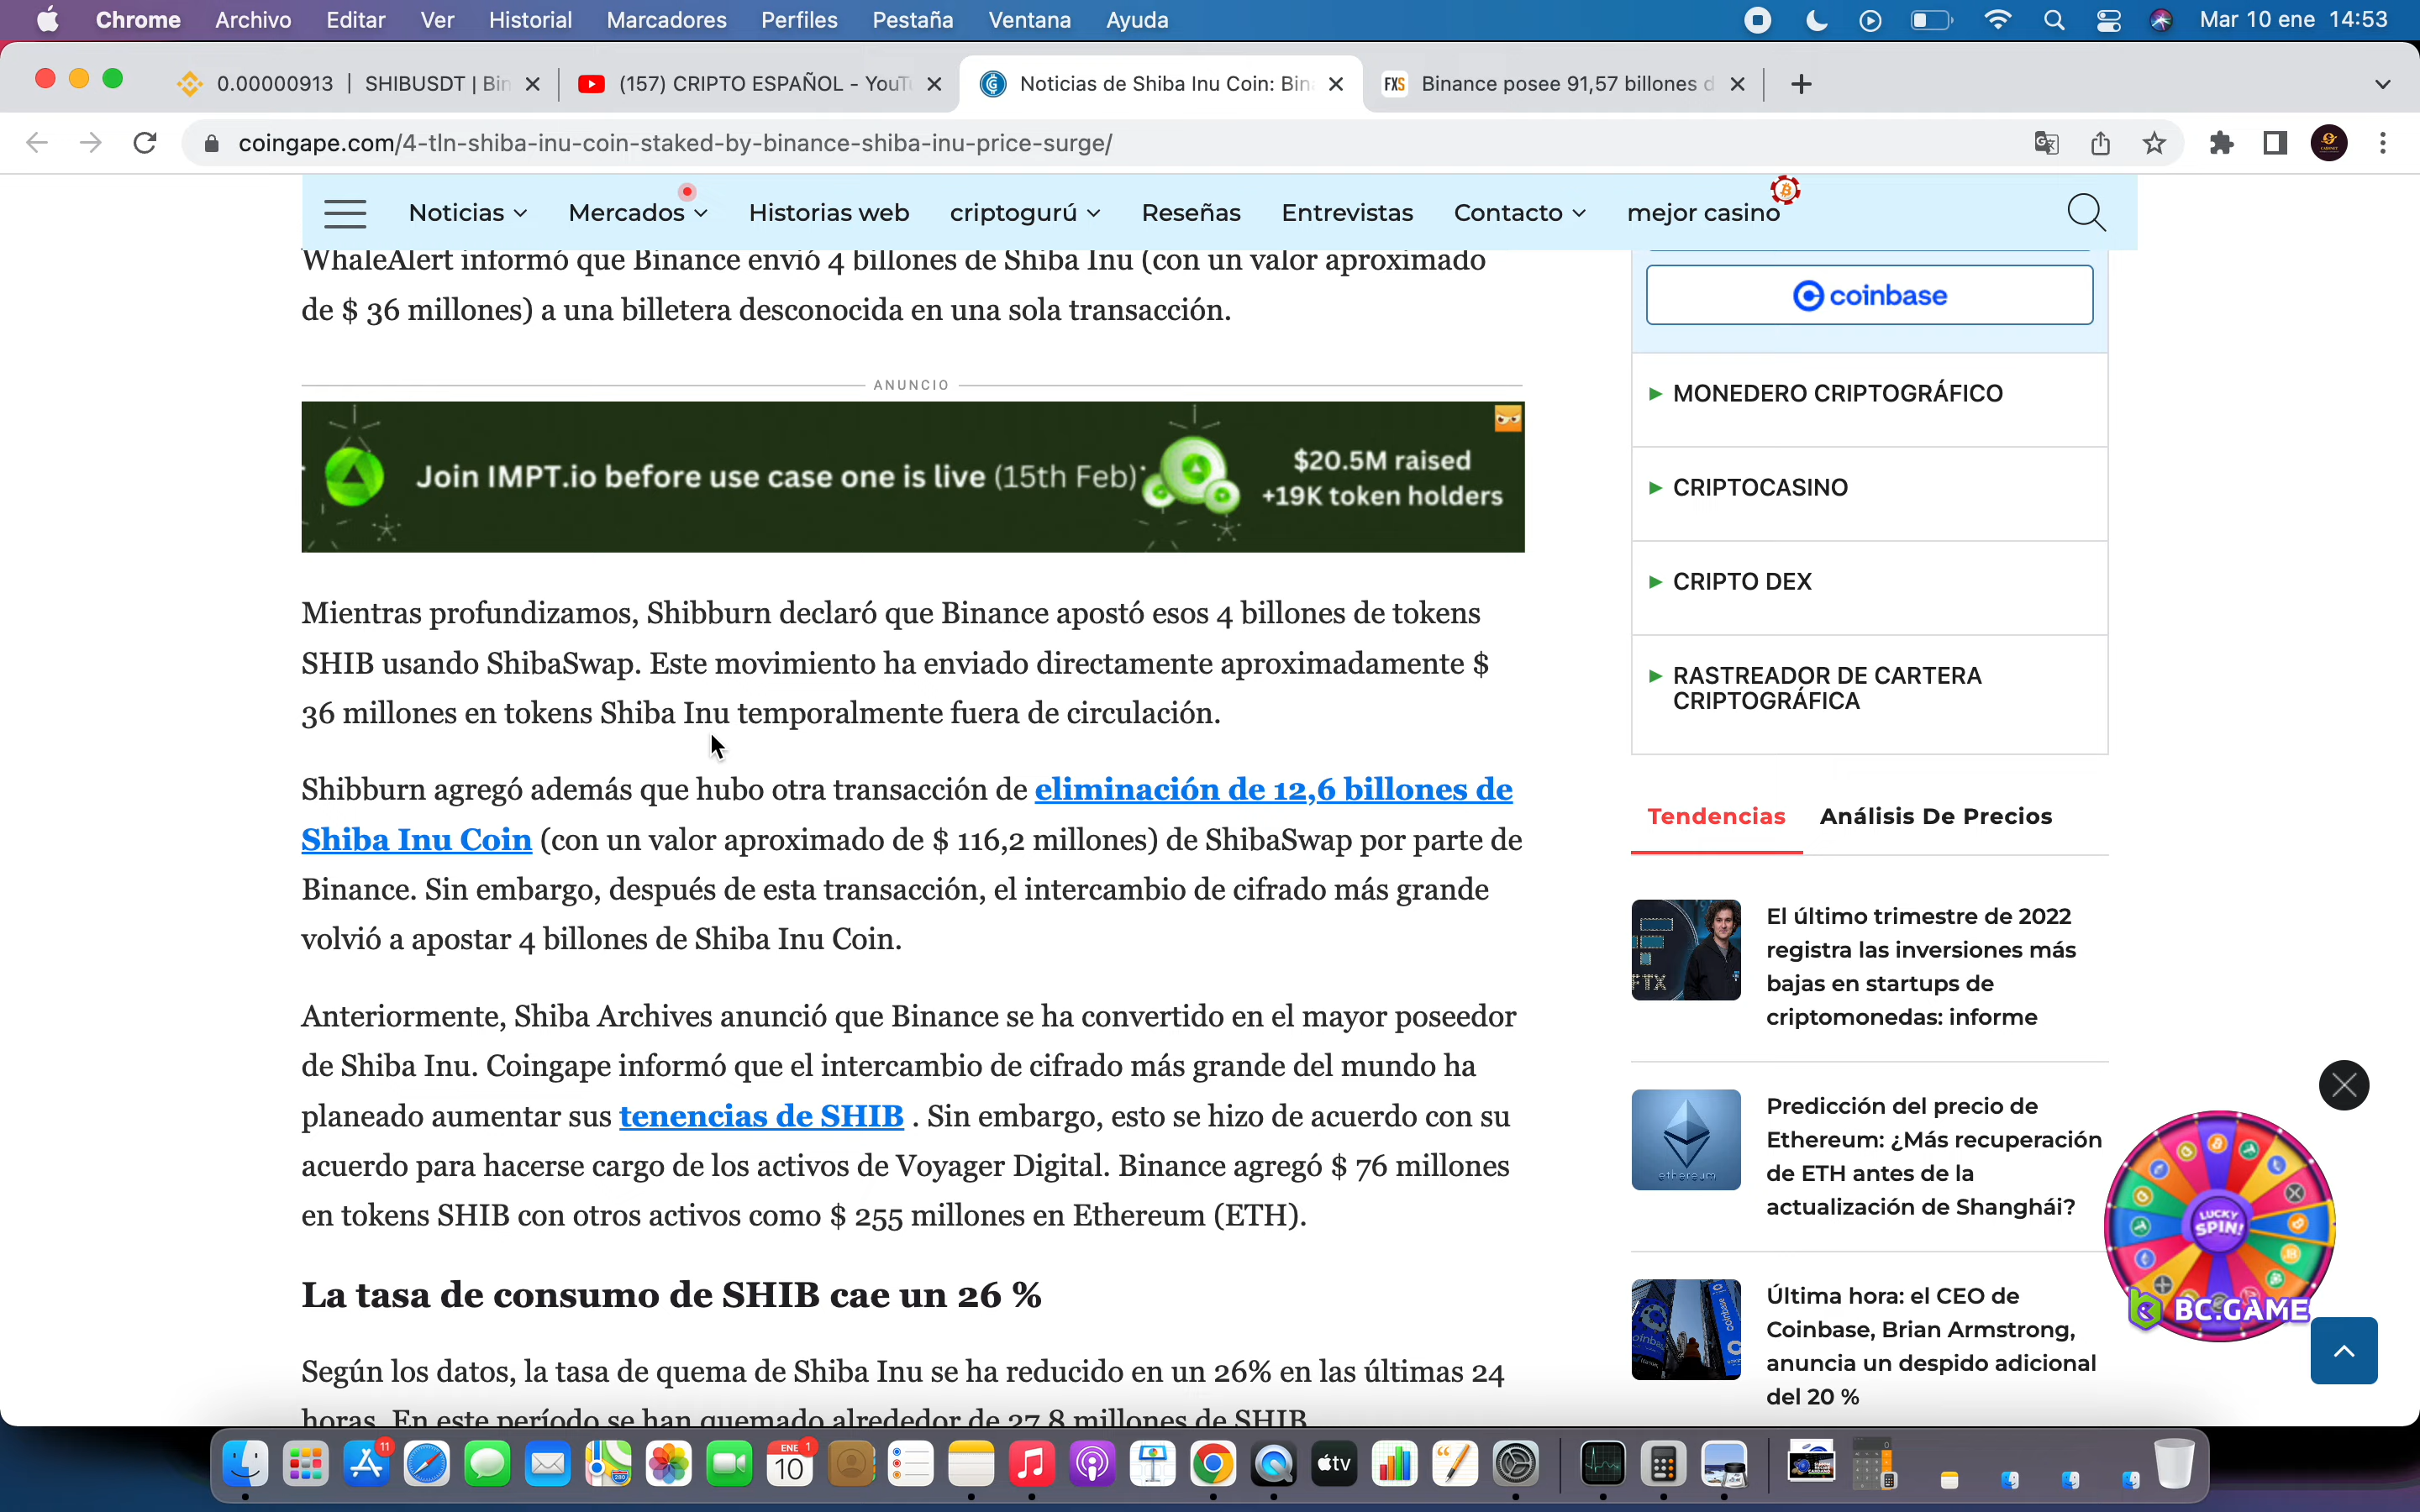 Chrome Archivo Editar Ver Historial Marcadores Perfiles Pestaña Ventana Ayuda
Mar 10 ene 14:53
0.00000913 | SHIBUSDT | Bin
(157) CRIPTO ESPAÑOL - YouTu
Noticias de Shiba Inu Coin: Bin
FXS Binance posee 91,57 billones d
coingape.com/4-tln-shiba-inu-coin-staked-by-binance-shiba-inu-price-surge/
Noticias Mercados Historias web criptogurú Reseñas Entrevistas Contacto mejor casino
WhaleAlert informó que Binance envió 4 billones de Shiba Inu (con un valor aproximado
de $ 36 millones) a una billetera desconocida en una sola transacción.
ANUNCIO
Join IMPT.io before use case one is live (15th Feb)
$20.5M raised
+19K token holders
Mientras profundizamos, Shibburn declaró que Binance apostó esos 4 billones de tokens
SHIB usando ShibaSwap. Este movimiento ha enviado directamente aproximadamente $
36 millones en tokens Shiba Inu temporalmente fuera de circulación.
Shibburn agregó además que hubo otra transacción de eliminación de 12,6 billones de
Shiba Inu Coin (con un valor aproximado de $ 116,2 millones) de ShibaSwap por parte de
Binance. Sin embargo, después de esta transacción, el intercambio de cifrado más grande
volvió a apostar 4 billones de Shiba Inu Coin.
Anteriormente, Shiba Archives anunció que Binance se ha convertido en el mayor poseedor
de Shiba Inu. Coingape informó que el intercambio de cifrado más grande del mundo ha
planeado aumentar sus tenencias de SHIB . Sin embargo, esto se hizo de acuerdo con su
acuerdo para hacerse cargo de los activos de Voyager Digital. Binance agregó $ 76 millones
en tokens SHIB con otros activos como $ 255 millones en Ethereum (ETH).
La tasa de consumo de SHIB cae un 26 %
Según los datos, la tasa de quema de Shiba Inu se ha reducido en un 26% en las últimas 24
horas. En este período se han quemado alrededor de 27,8 millones de SHIB
coinbase
MONEDERO CRIPTOGRÁFICO
CRIPTOCASINO
CRIPTO DEX
RASTREADOR DE CARTERA
CRIPTOGRÁFICA
Tendencias Análisis De Precios
FTX
El último trimestre de 2022
registra las inversiones más
bajas en startups de
criptomonedas: informe
ethereum
Predicción del precio de
Ethereum: ¿Más recuperación
de ETH antes de la
actualización de Shanghái?
coinbase
Última hora: el CEO de
Coinbase, Brian Armstrong,
anuncia un despido adicional
del 20 %
LUCKY
SPIN!
BC.GAME
11
ENE
10
1
280
tv